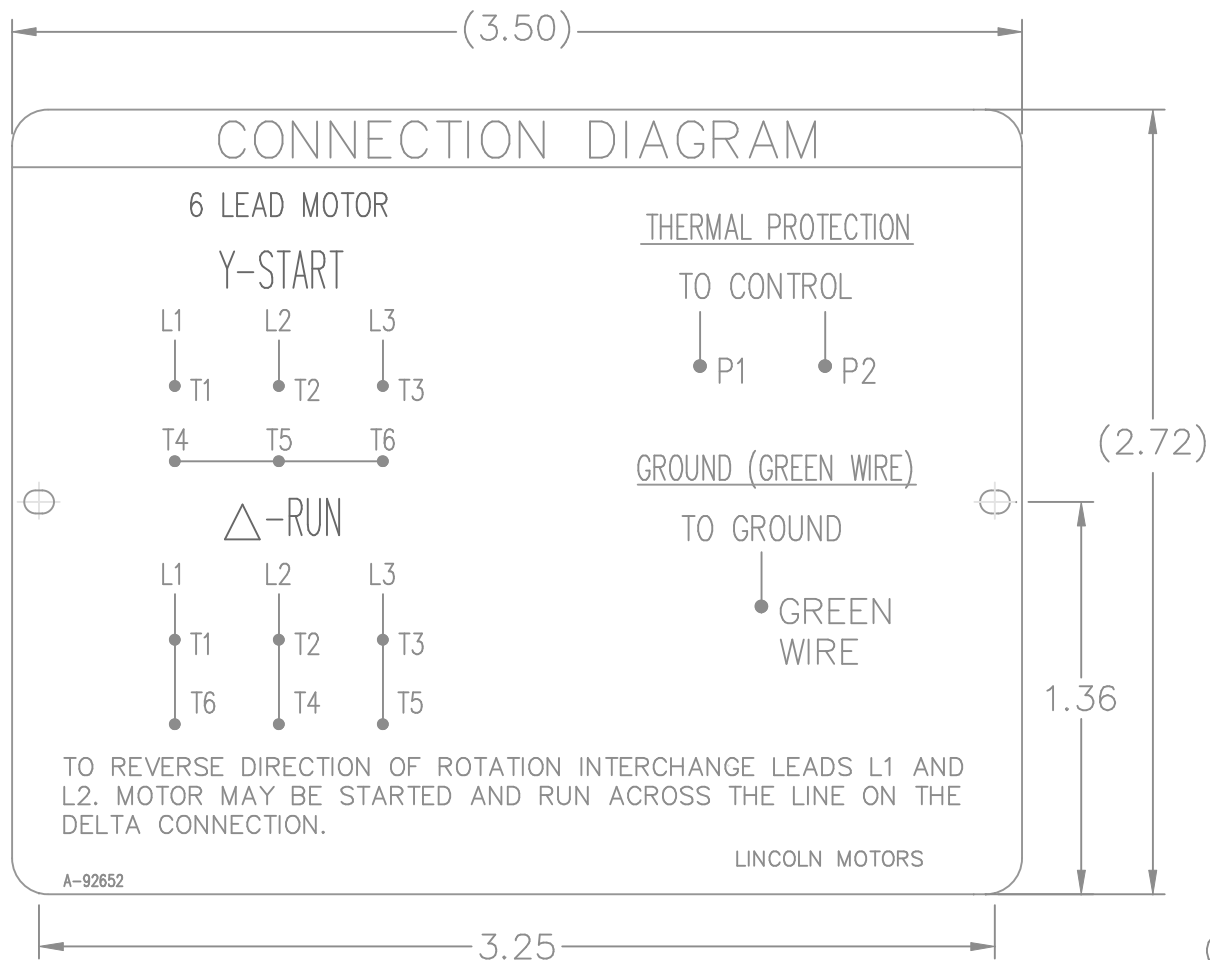 (3.50)
CONNECTION DIAGRAM
6 LEAD MOTOR
Y-START
L1 L2 L3
T1 T2 T3
T4 T5 T6
△-RUN
L1 L2 L3
T1 T2 T3
T6 T4 T5
THERMAL PROTECTION
TO CONTROL
P1 P2
GROUND (GREEN WIRE)
TO GROUND
GREEN
WIRE
TO REVERSE DIRECTION OF ROTATION INTERCHANGE LEADS L1 AND
L2. MOTOR MAY BE STARTED AND RUN ACROSS THE LINE ON THE
DELTA CONNECTION.
LINCOLN MOTORS
A-92652
(2.72)
1.36
3.25
(